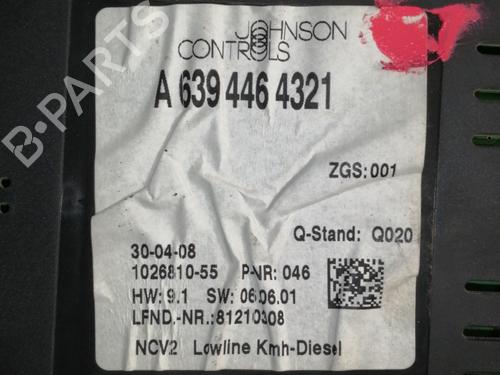 JOHNSON
CONTROLS
A 639 446 4321
ZGS: 001
Q-Stand: Q020
30-04-08
1026810-55 P-NR: 046
HW: 9.1 SW: 06.06.01
LFND.-NR.: 81210308
NCV2 Lowline Kmh-Diesel
B-PARTS